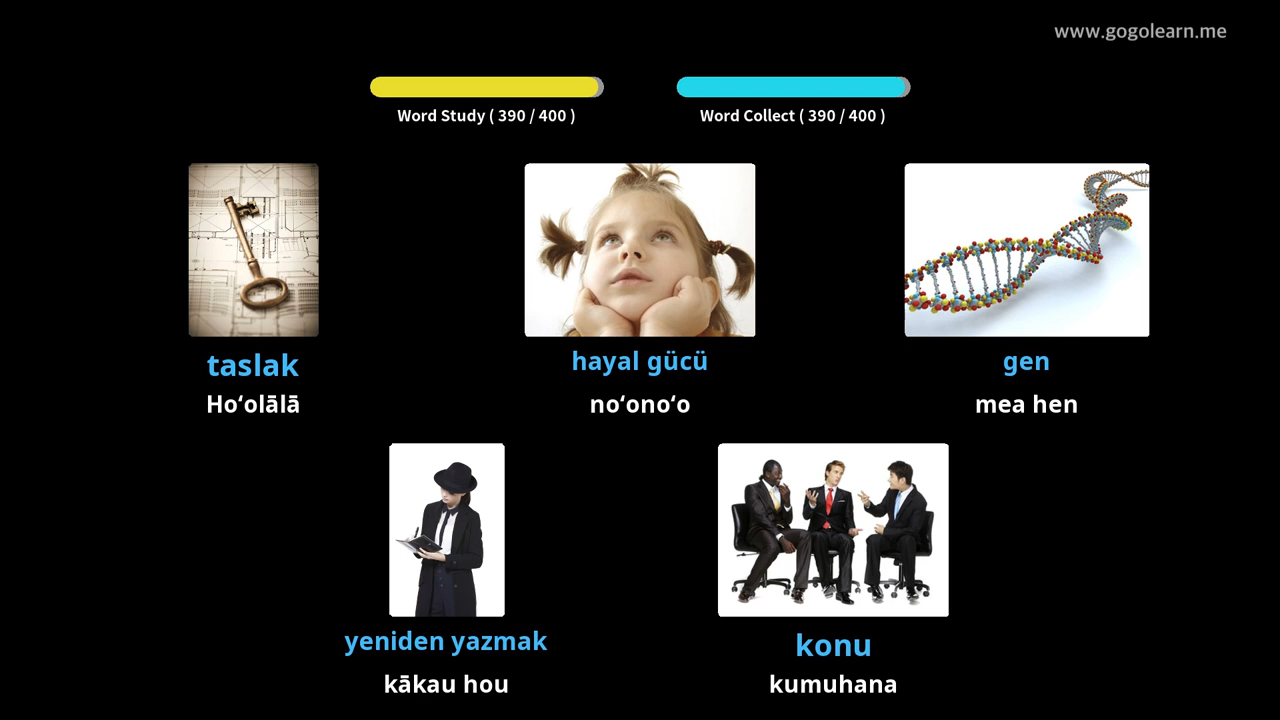 www.gogolearn.me
Word Study ( 390 / 400 )
Word Collect ( 390 / 400 )
taslak
Hoʻolālā
hayal gücü
noʻonoʻo
gen
mea hen
yeniden yazmak
kākau hou
konu
kumuhana